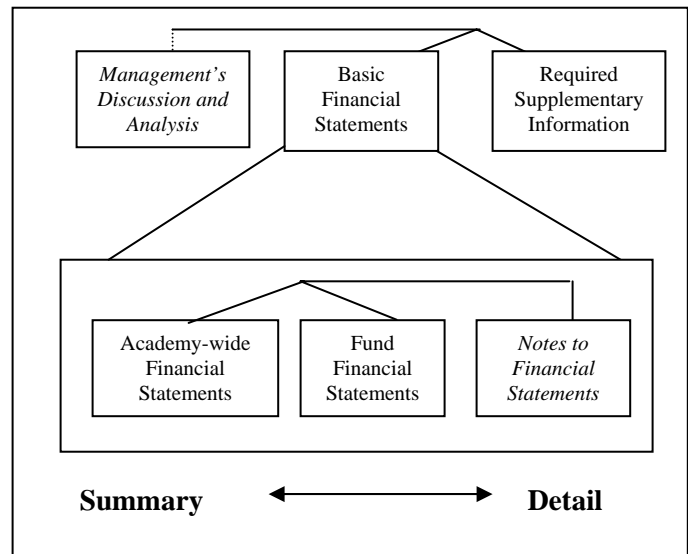 Management's
Discussion and
Analysis
Basic
Financial
Statements
Required
Supplementary
Information
Academy-wide
Financial
Statements
Fund
Financial
Statements
Notes to
Financial
Statements
Summary
Detail